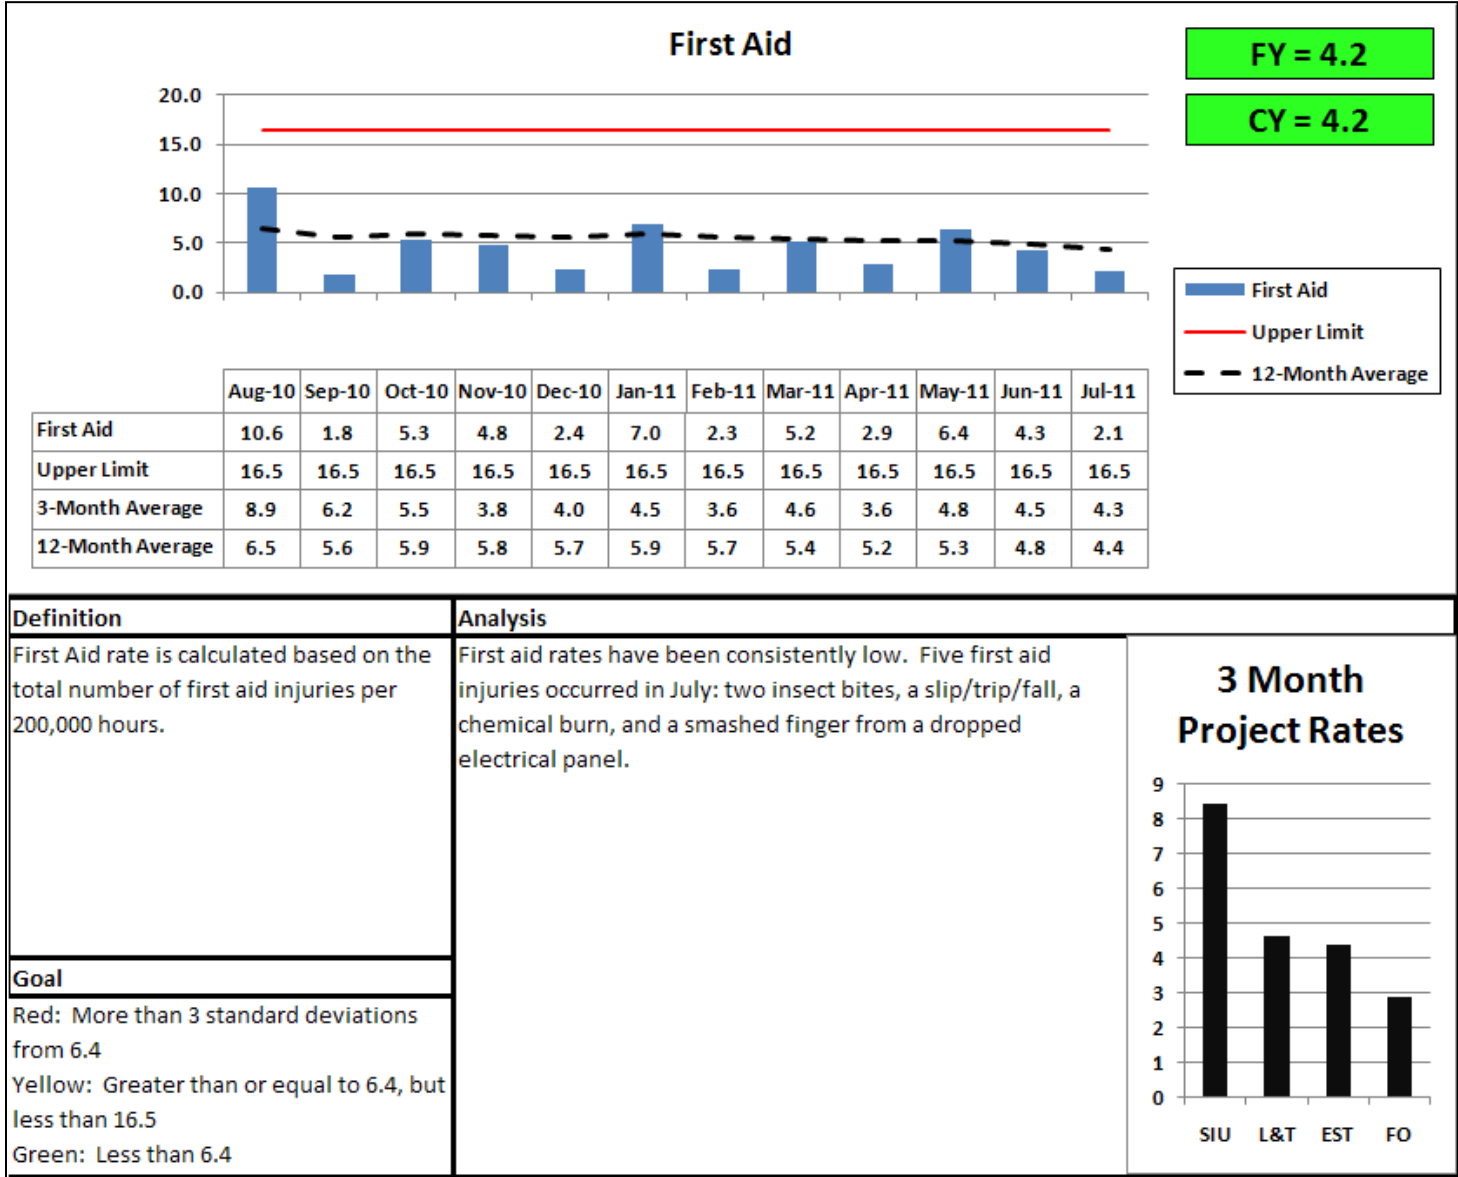 First Aid
FY = 4.2
CY = 4.2
20.0
15.0
10.0
5.0
0.0
First Aid
Upper Limit
12-Month Average
Aug-10 Sep-10 Oct-10 Nov-10 Dec-10 Jan-11 Feb-11 Mar-11 Apr-11 May-11 Jun-11 Jul-11
First Aid 10.6 1.8 5.3 4.8 2.4 7.0 2.3 5.2 2.9 6.4 4.3 2.1
Upper Limit 16.5 16.5 16.5 16.5 16.5 16.5 16.5 16.5 16.5 16.5 16.5 16.5
3-Month Average 8.9 6.2 5.5 3.8 4.0 4.5 3.6 4.6 3.6 4.8 4.5 4.3
12-Month Average 6.5 5.6 5.9 5.8 5.7 5.9 5.7 5.4 5.2 5.3 4.8 4.4
Definition
First Aid rate is calculated based on the
total number of first aid injuries per
200,000 hours.
Goal
Red:  More than 3 standard deviations
from 6.4
Yellow:  Greater than or equal to 6.4, but
less than 16.5
Green:  Less than 6.4
Analysis
First aid rates have been consistently low.  Five first aid
injuries occurred in July: two insect bites, a slip/trip/fall, a
chemical burn, and a smashed finger from a dropped
electrical panel.
3 Month
Project Rates
9
8
7
6
5
4
3
2
1
0
SIU L&T EST FO